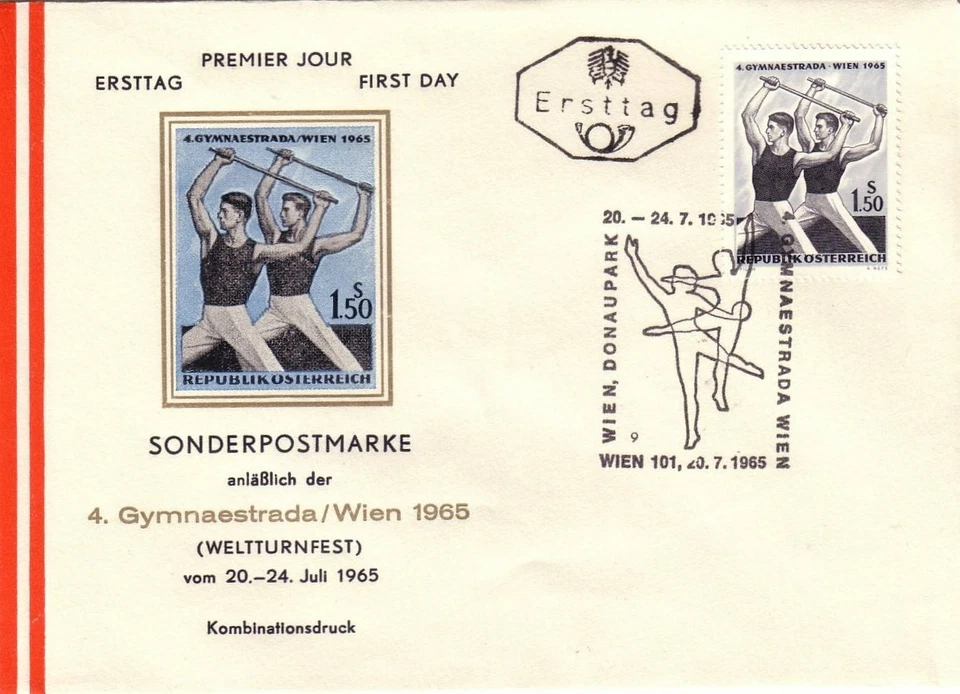 PREMIER JOUR
ERSTTAG FIRST DAY
4.GYMNAESTRADA/WIEN 1965
S
1.50
REPUBLIK ÖSTERREICH
SONDERPOSTMARKE
anläßlich der
4. Gymnaestrada/Wien 1965
(WELTTURNFEST)
vom 20.–24. Juli 1965
Kombinationsdruck
Ersttag
4. GYMNAESTRADA · WIEN 1965
S
1.50
REPUBLIK ÖSTERREICH
20. – 24. 7. 1965
WIEN, DONAUPARK
4. GYMNAESTRADA WIEN
9
WIEN 101, 20. 7. 1965